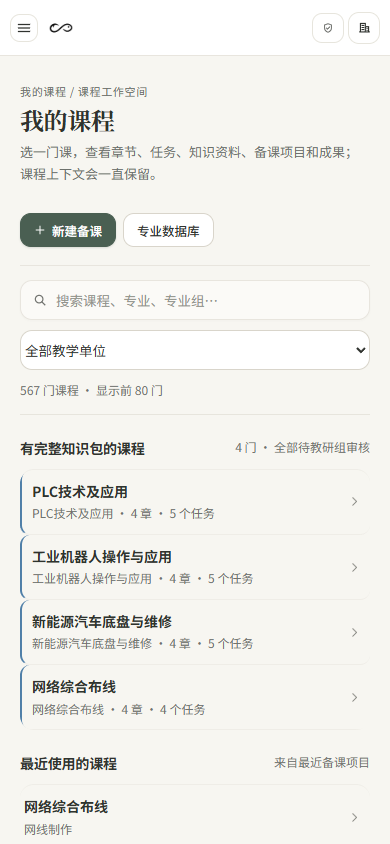 我的课程 / 课程工作空间
我的课程
选一门课，查看章节、任务、知识资料、备课项目和成果；
课程上下文会一直保留。
＋ 新建备课
专业数据库
搜索课程、专业、专业组…
全部教学单位
567 门课程 · 显示前 80 门
有完整知识包的课程
4 门 · 全部待教研组审核
PLC技术及应用
PLC技术及应用 · 4 章 · 5 个任务
工业机器人操作与应用
工业机器人操作与应用 · 4 章 · 5 个任务
新能源汽车底盘与维修
新能源汽车底盘与维修 · 4 章 · 5 个任务
网络综合布线
网络综合布线 · 4 章 · 4 个任务
最近使用的课程
来自最近备课项目
网络综合布线
网线制作